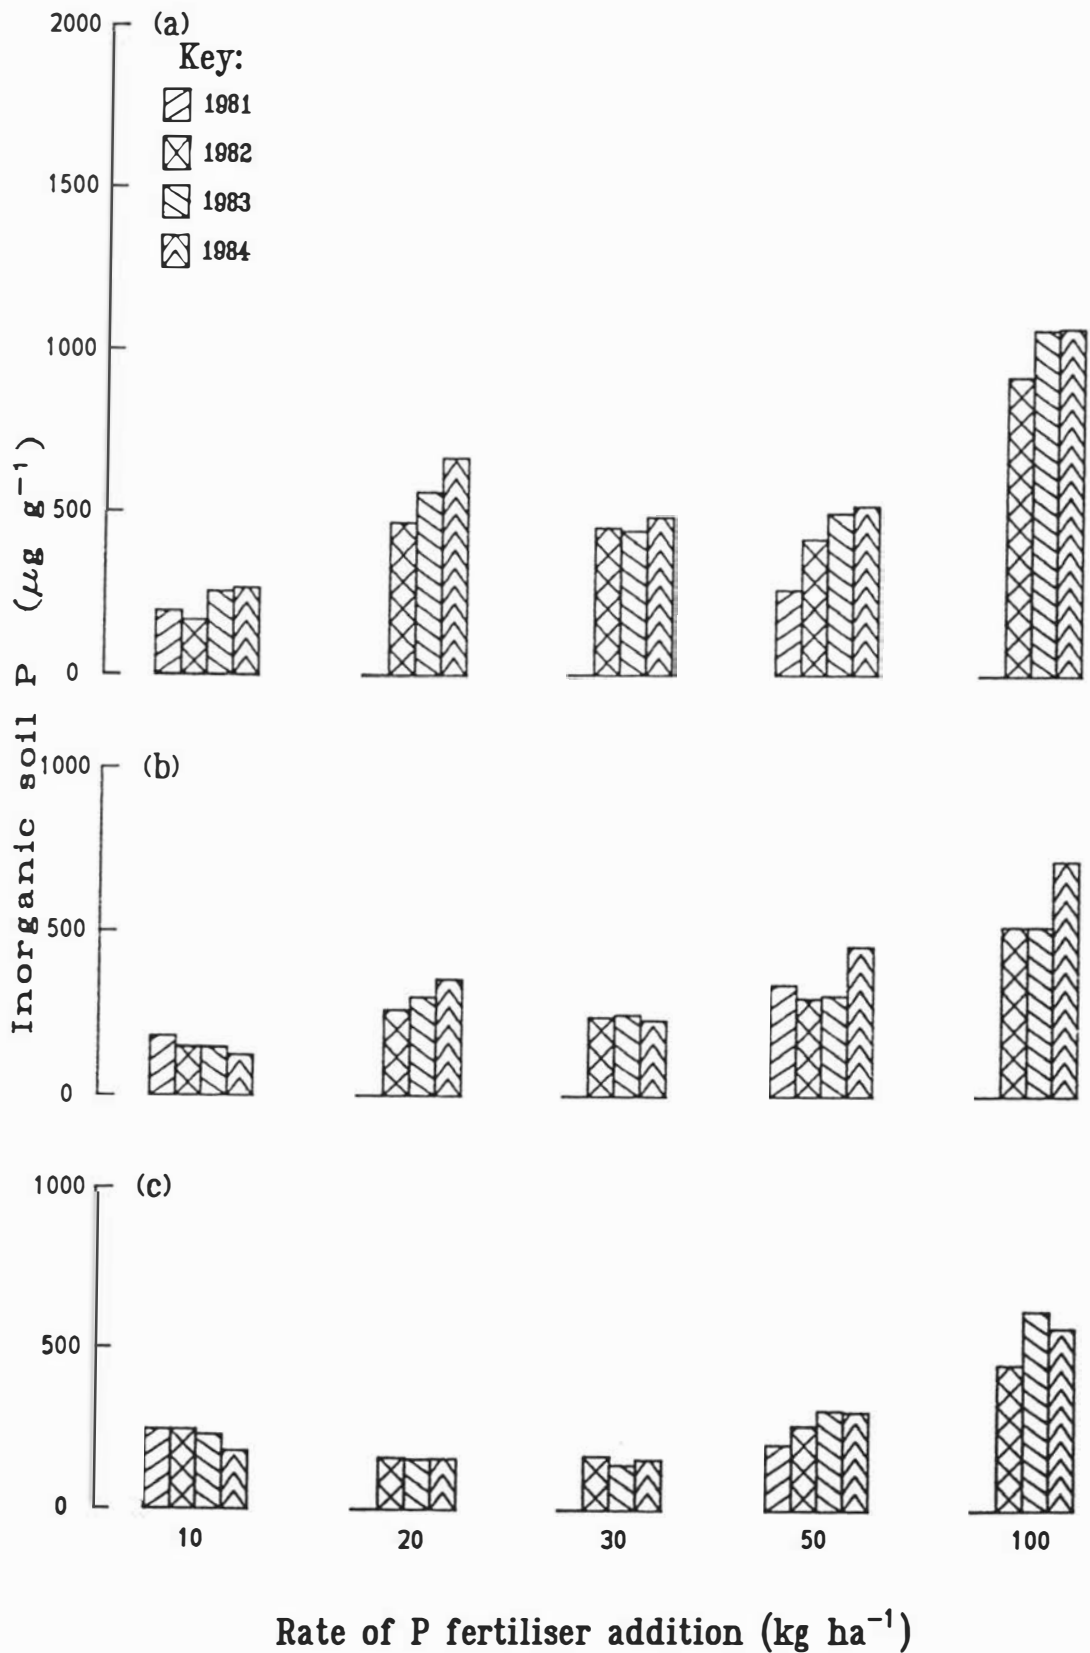 (a)
Key:
1981
1982
1983
1984
2000
1500
1000
500
0
(b)
1000
500
0
(c)
1000
500
0
Inorganic soil P (μg g⁻¹)
10 20 30 50 100
Rate of P fertiliser addition (kg ha⁻¹)